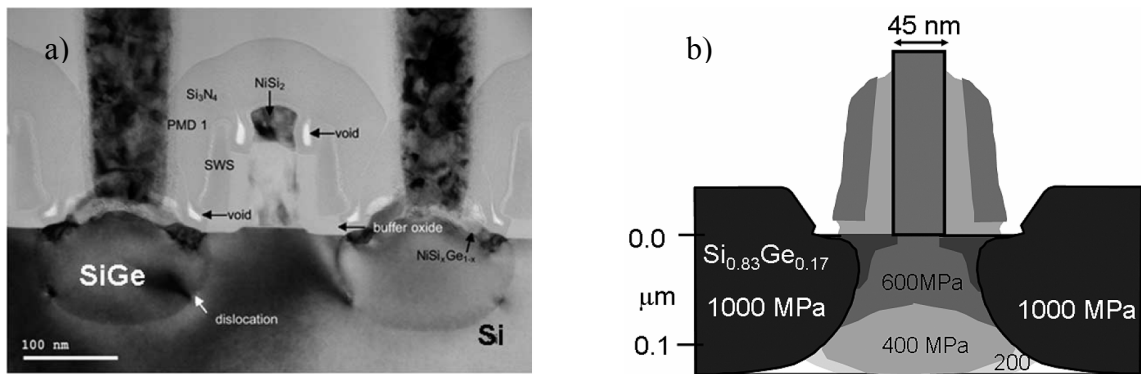 a)
NiSi2
Si3N4
PMD 1
void
SWS
void
buffer oxide
NiSixGe1-x
SiGe
dislocation
Si
100 nm
b)
45 nm
0.0
Si0.83Ge0.17
600MPa
μm
1000 MPa
1000 MPa
0.1
400 MPa
200